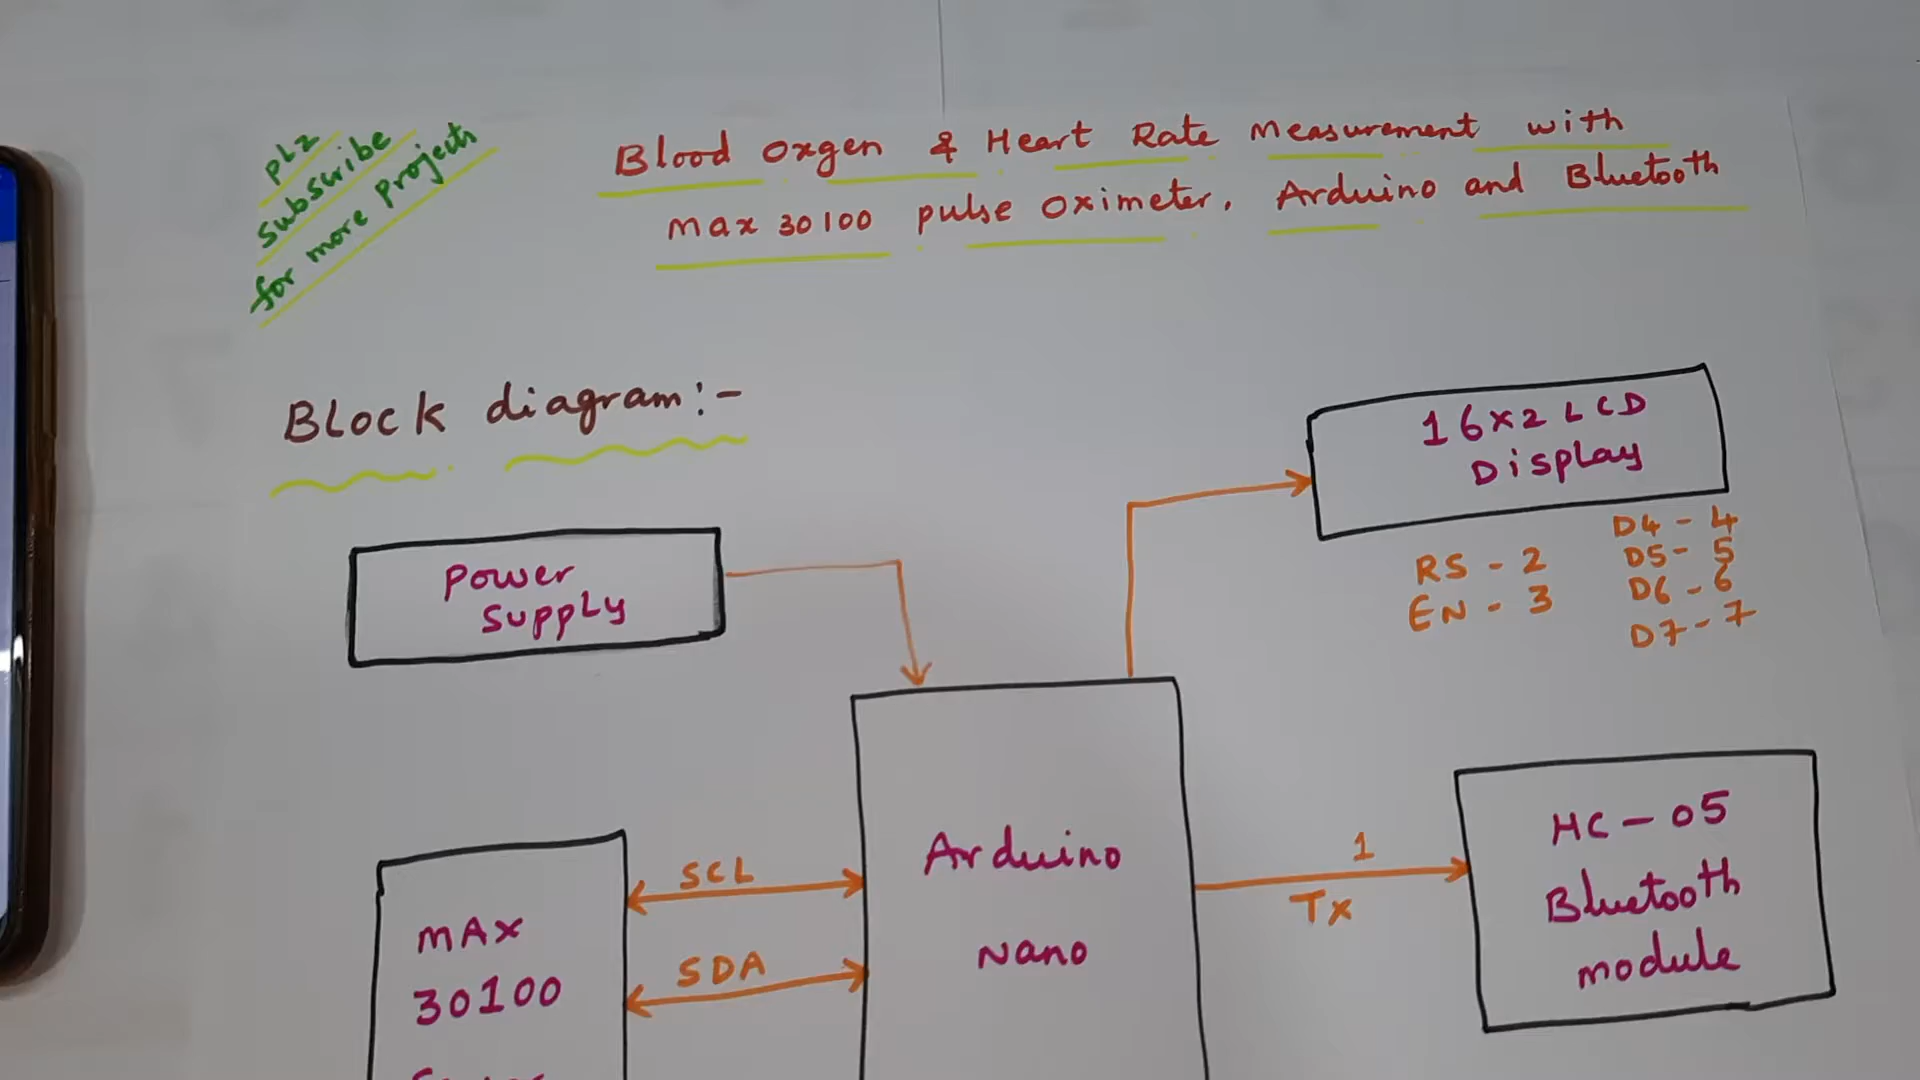 plz
subscribe
for more projects
Blood Oxgen & Heart Rate Measurement with
Max 30100 pulse Oximeter, Arduino and Bluetooth
Block diagram:-
16x2 LCD
Display
RS - 2
EN - 3
D4 - 4
D5 - 5
D6 - 6
D7 - 7
Power
Supply
Arduino
Nano
SCL
SDA
MAX
30100
1
Tx
HC - 05
Bluetooth
module